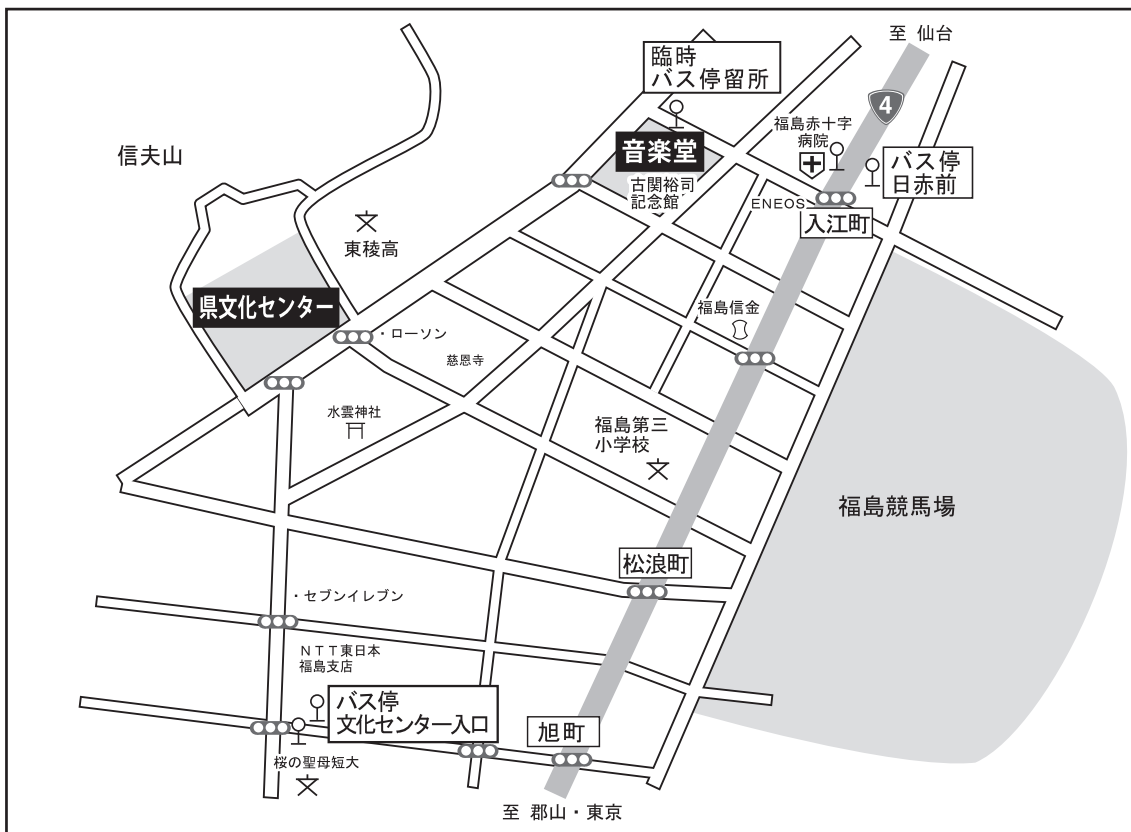 至 仙台
臨時
バス停留所
4
福島赤十字
病院
信夫山
音楽堂
バス停
日赤前
古関裕司
記念館
ENEOS
入江町
東稜高
県文化センター
福島信金
・ローソン
慈恩寺
水雲神社
福島第三
小学校
福島競馬場
松浪町
・セブンイレブン
NTT東日本
福島支店
バス停
文化センター入口
旭町
桜の聖母短大
至 郡山・東京